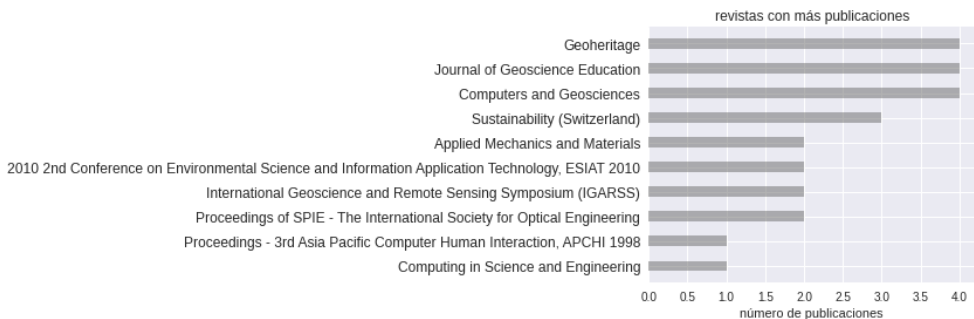 revistas con más publicaciones
Geoheritage
Journal of Geoscience Education
Computers and Geosciences
Sustainability (Switzerland)
Applied Mechanics and Materials
2010 2nd Conference on Environmental Science and Information Application Technology, ESIAT 2010
International Geoscience and Remote Sensing Symposium (IGARSS)
Proceedings of SPIE - The International Society for Optical Engineering
Proceedings - 3rd Asia Pacific Computer Human Interaction, APCHI 1998
Computing in Science and Engineering
0.0 0.5 1.0 1.5 2.0 2.5 3.0 3.5 4.0
número de publicaciones